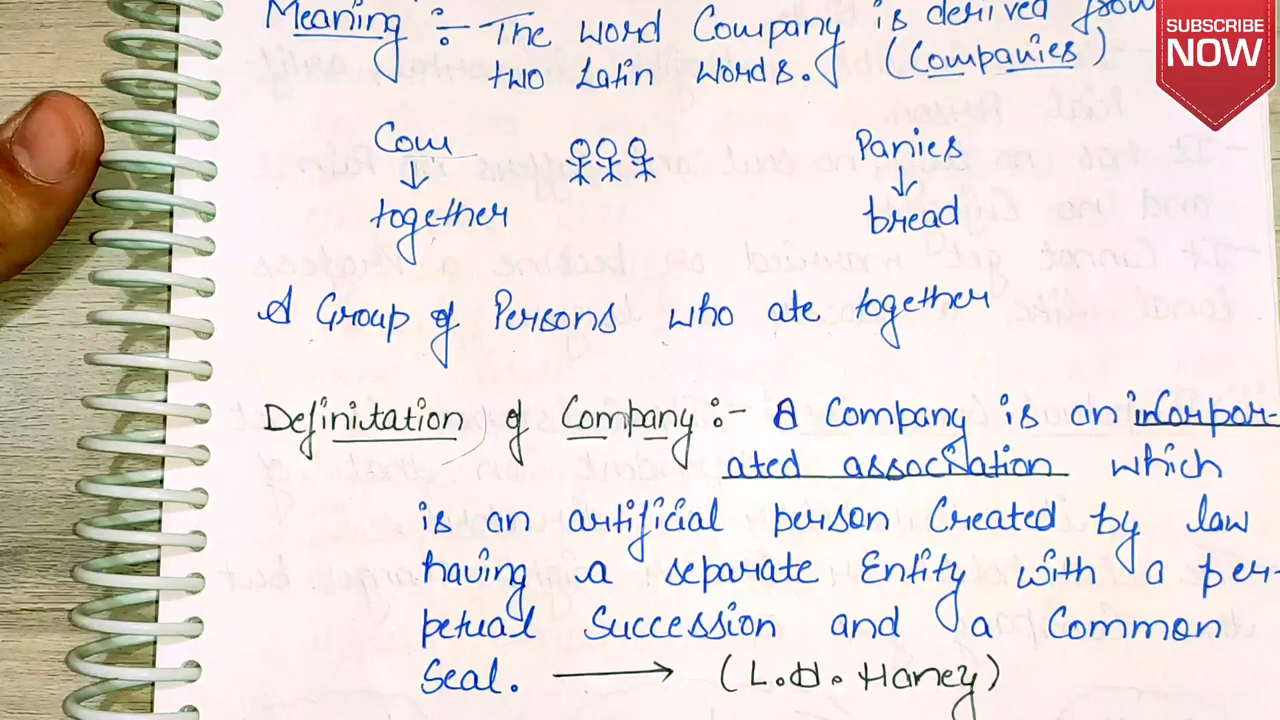 Meaning :- The word Company is derived from
two Latin words. (Companies)
SUBSCRIBE
NOW
Com
Panies
↓
↓
together
bread
A Group of Persons who ate together
Definitation of Company:- A Company is an incorpor-
ated association which
is an artificial person created by law
having a separate Entity with a per-
petual Succession and a Common
Seal. → (L.H. Haney)